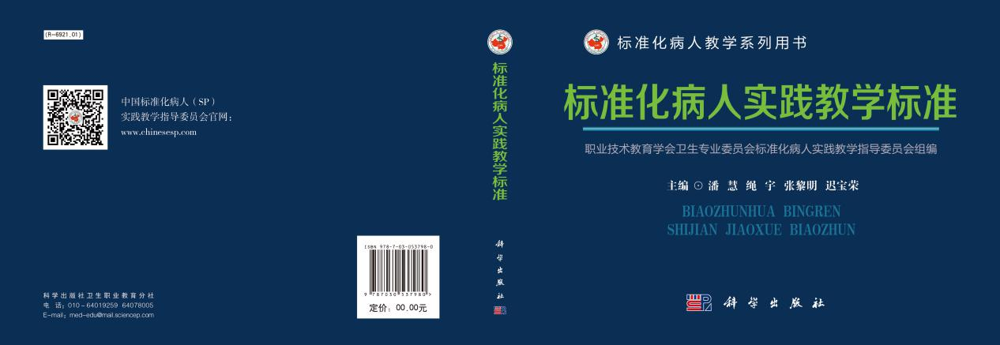 (R-6921.01)
中国标准化病人（SP）
实践教学指导委员会官网：
www.chinesesp.com
科学出版社卫生职业教育分社
电 话：010-64019259 64078005
E-mail：med-edu@mail.sciencep.com
ISBN 978-7-03-053798-0
9 787030 537980 >
定价：00.00元
标准化病人实践教学标准
科学出版社
标准化病人教学系列用书
标准化病人实践教学标准
职业技术教育学会卫生专业委员会标准化病人实践教学指导委员会组编
主编 ⊙ 潘 慧 绳 宇 张黎明 迟宝荣
BIAOZHUNHUA BINGREN
SHIJIAN JIAOXUE BIAOZHUN
科学出版社